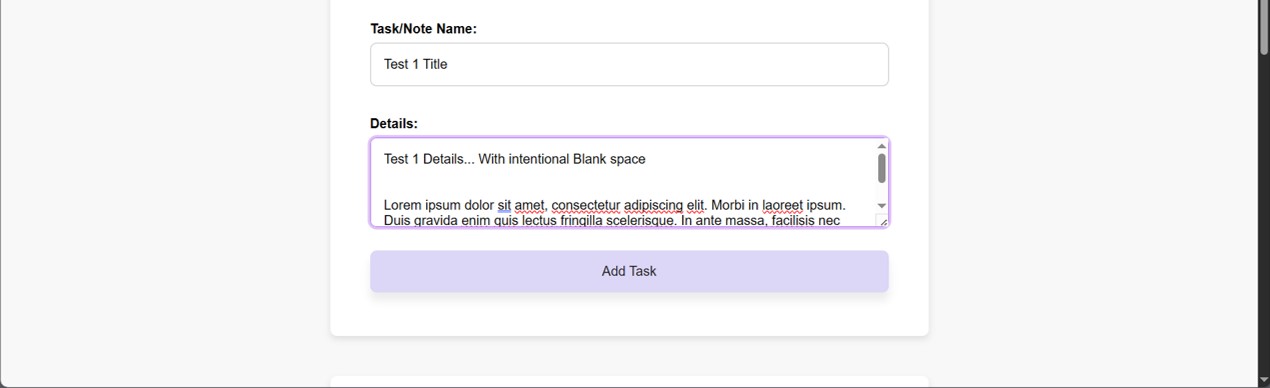 Task/Note Name:
Test 1 Title
Details:
Test 1 Details... With intentional Blank space
Lorem ipsum dolor sit amet, consectetur adipiscing elit. Morbi in laoreet ipsum.
Duis gravida enim quis lectus fringilla scelerisque. In ante massa, facilisis nec
Add Task